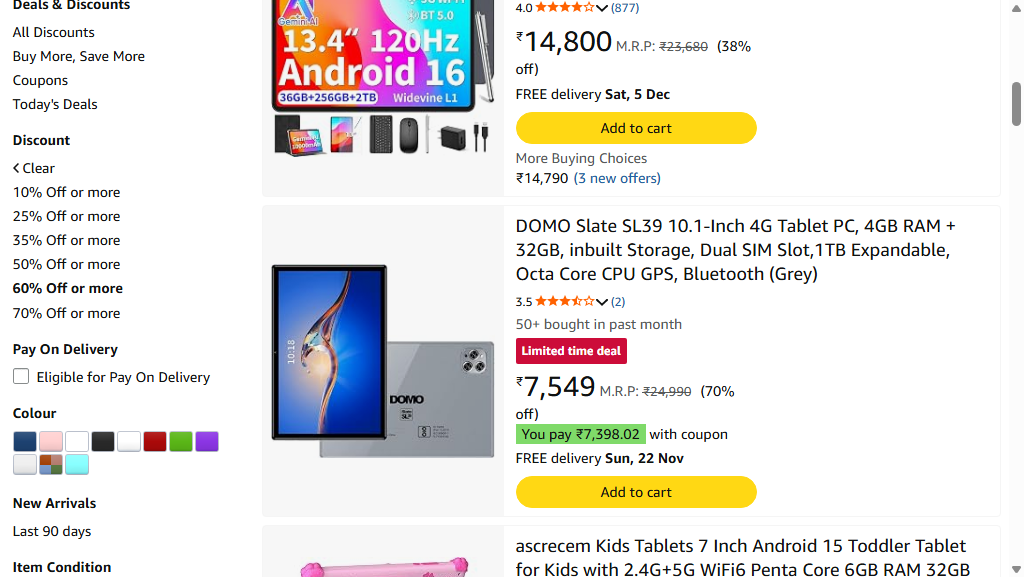 Deals & Discounts
All Discounts
Buy More, Save More
Coupons
Today's Deals
Discount
Clear
10% Off or more
25% Off or more
35% Off or more
50% Off or more
60% Off or more
70% Off or more
Pay On Delivery
Eligible for Pay On Delivery
Colour
New Arrivals
Last 90 days
Item Condition
Gemini.AI
BT 5.0
13.4“ 120Hz
Android 16
36GB+256GB+2TB
Widevine L1
4.0
(877)
₹14,800 M.R.P: ₹23,680 (38%
off)
FREE delivery Sat, 5 Dec
Add to cart
More Buying Choices
₹14,790 (3 new offers)
10:18
DOMO
DOMO Slate SL39 10.1-Inch 4G Tablet PC, 4GB RAM +
32GB, inbuilt Storage, Dual SIM Slot,1TB Expandable,
Octa Core CPU GPS, Bluetooth (Grey)
3.5
(2)
50+ bought in past month
Limited time deal
₹7,549 M.R.P: ₹24,990 (70%
off)
You pay ₹7,398.02 with coupon
FREE delivery Sun, 22 Nov
Add to cart
ascrecem Kids Tablets 7 Inch Android 15 Toddler Tablet
for Kids with 2.4G+5G WiFi6 Penta Core 6GB RAM 32GB